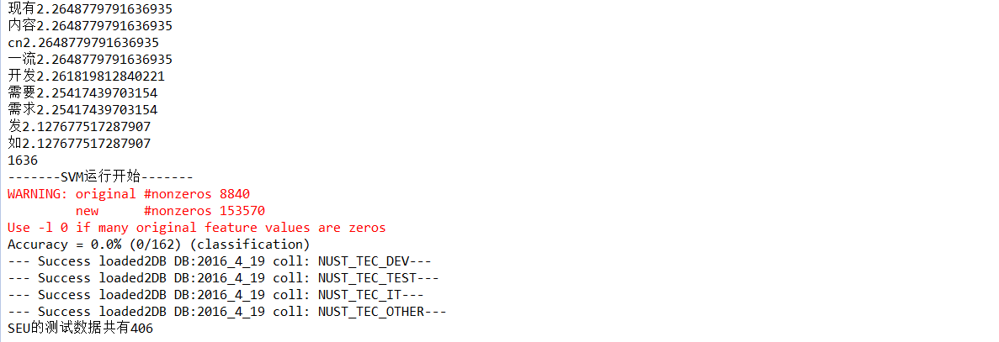 现有2.2648779791636935
内容2.2648779791636935
cn2.2648779791636935
一流2.2648779791636935
开发2.261819812840221
需要2.25417439703154
需求2.25417439703154
发2.127677517287907
如2.127677517287907
1636
-------SVM运行开始-------
WARNING: original #nonzeros 8840
         new      #nonzeros 153570
Use -l 0 if many original feature values are zeros
Accuracy = 0.0% (0/162) (classification)
--- Success loaded2DB DB:2016_4_19 coll: NUST_TEC_DEV---
--- Success loaded2DB DB:2016_4_19 coll: NUST_TEC_TEST---
--- Success loaded2DB DB:2016_4_19 coll: NUST_TEC_IT---
--- Success loaded2DB DB:2016_4_19 coll: NUST_TEC_OTHER---
SEU的测试数据共有406